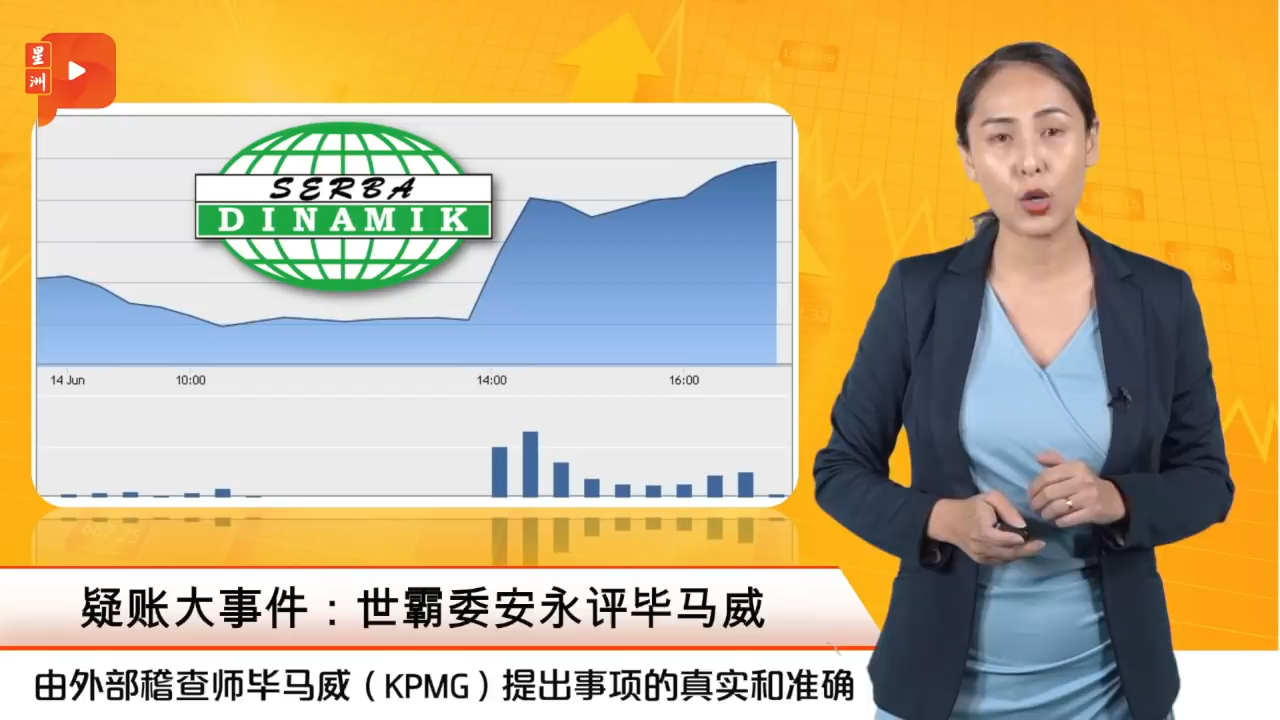 星洲
SERBA
DINAMIK
14 Jun 10:00 14:00 16:00
疑账大事件：世霸委安永评毕马威
由外部稽查师毕马威（KPMG）提出事项的真实和准确